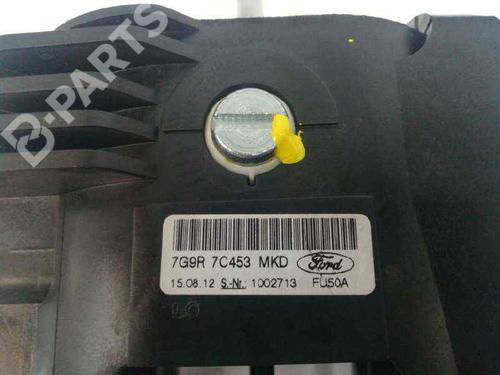 B-PARTS
7G9R 7C453 MKD Ford
15.08.12 S.-Nr.: 1002713 FU50A